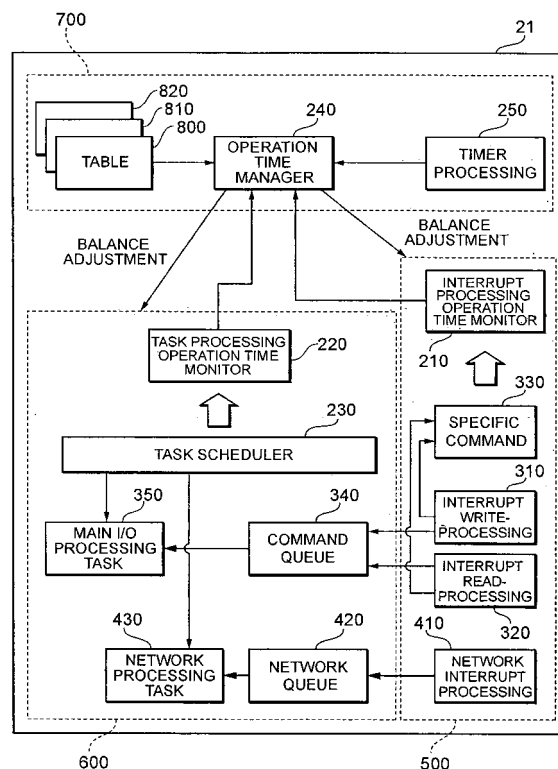 700
21
820
810
800
TABLE
240
OPERATION
TIME
MANAGER
250
TIMER
PROCESSING
BALANCE
ADJUSTMENT
BALANCE
ADJUSTMENT
TASK PROCESSING
OPERATION TIME
MONITOR
220
INTERRUPT
PROCESSING
OPERATION
TIME MONITOR
210
330
SPECIFIC
COMMAND
230
TASK SCHEDULER
350
MAIN I/O
PROCESSING
TASK
340
COMMAND
QUEUE
310
INTERRUPT
WRITE-
PROCESSING
INTERRUPT
READ-
PROCESSING
320
430
NETWORK
PROCESSING
TASK
420
NETWORK
QUEUE
410
NETWORK
INTERRUPT
PROCESSING
600
500